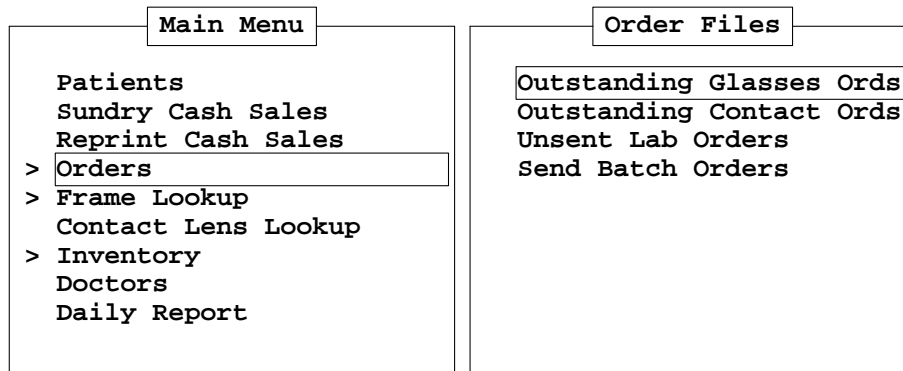 Main Menu
Patients
Sundry Cash Sales
Reprint Cash Sales
> Orders
> Frame Lookup
Contact Lens Lookup
> Inventory
Doctors
Daily Report
Order Files
Outstanding Glasses Ords
Outstanding Contact Ords
Unsent Lab Orders
Send Batch Orders